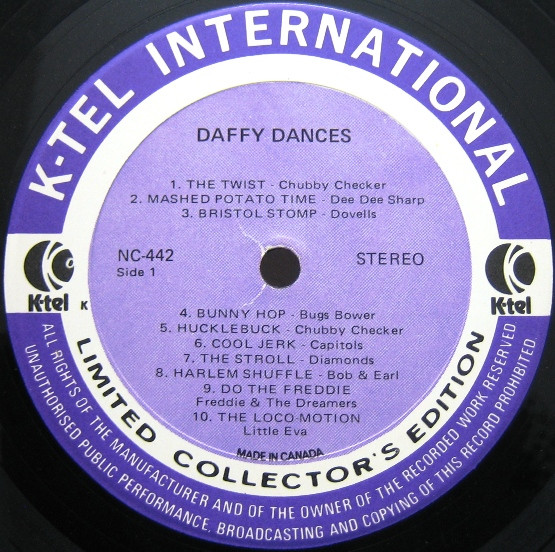 K-TEL INTERNATIONAL
DAFFY DANCES
1. THE TWIST - Chubby Checker
2. MASHED POTATO TIME - Dee Dee Sharp
3. BRISTOL STOMP - Dovells
NC-442
Side 1
STEREO
K-tel
K
K-tel
4. BUNNY HOP - Bugs Bower
5. HUCKLEBUCK - Chubby Checker
6. COOL JERK - Capitols
7. THE STROLL - Diamonds
8. HARLEM SHUFFLE - Bob & Earl
9. DO THE FREDDIE
Freddie & The Dreamers
10. THE LOCO-MOTION
Little Eva
MADE IN CANADA
LIMITED COLLECTOR'S EDITION
ALL RIGHTS OF THE MANUFACTURER AND OF THE OWNER OF THE RECORDED WORK RESERVED
UNAUTHORISED PUBLIC PERFORMANCE, BROADCASTING AND COPYING OF THIS RECORD PROHIBITED.